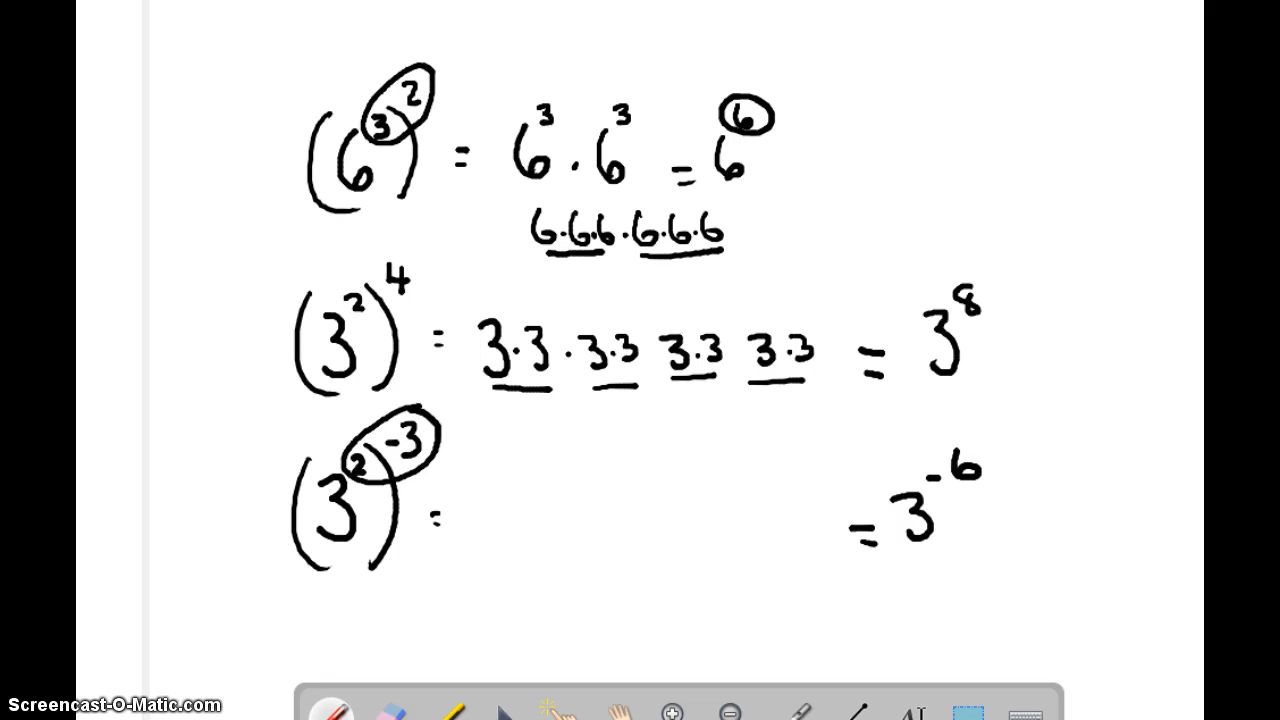 (6³)² = 6³ · 6³ = 6⁶
6·6·6·6·6·6
(3²)⁴ = 3·3·3·3 3·3 3·3 = 3⁸
(3²)⁻³ = = 3⁻⁶
Screencast-O-Matic.com
AI